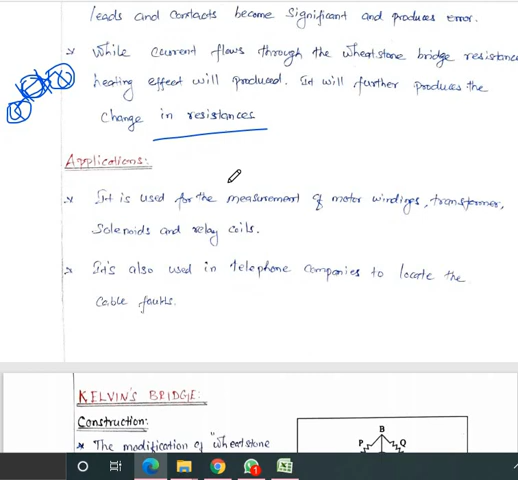 leads and contacts become significant and produces error.
* While current flows through the wheatstone bridge resistance
heating effect will produced. It will further produces the
change in resistances
Applications:
* It is used for the measurement of motor windings, transformer,
Solenoids and relay coils.
* It's also used in telephone companies to locate the
Cable faults.
KELVIN'S BRIDGE:
Construction:
* The modification of "wheatstone
B
P
Q
1